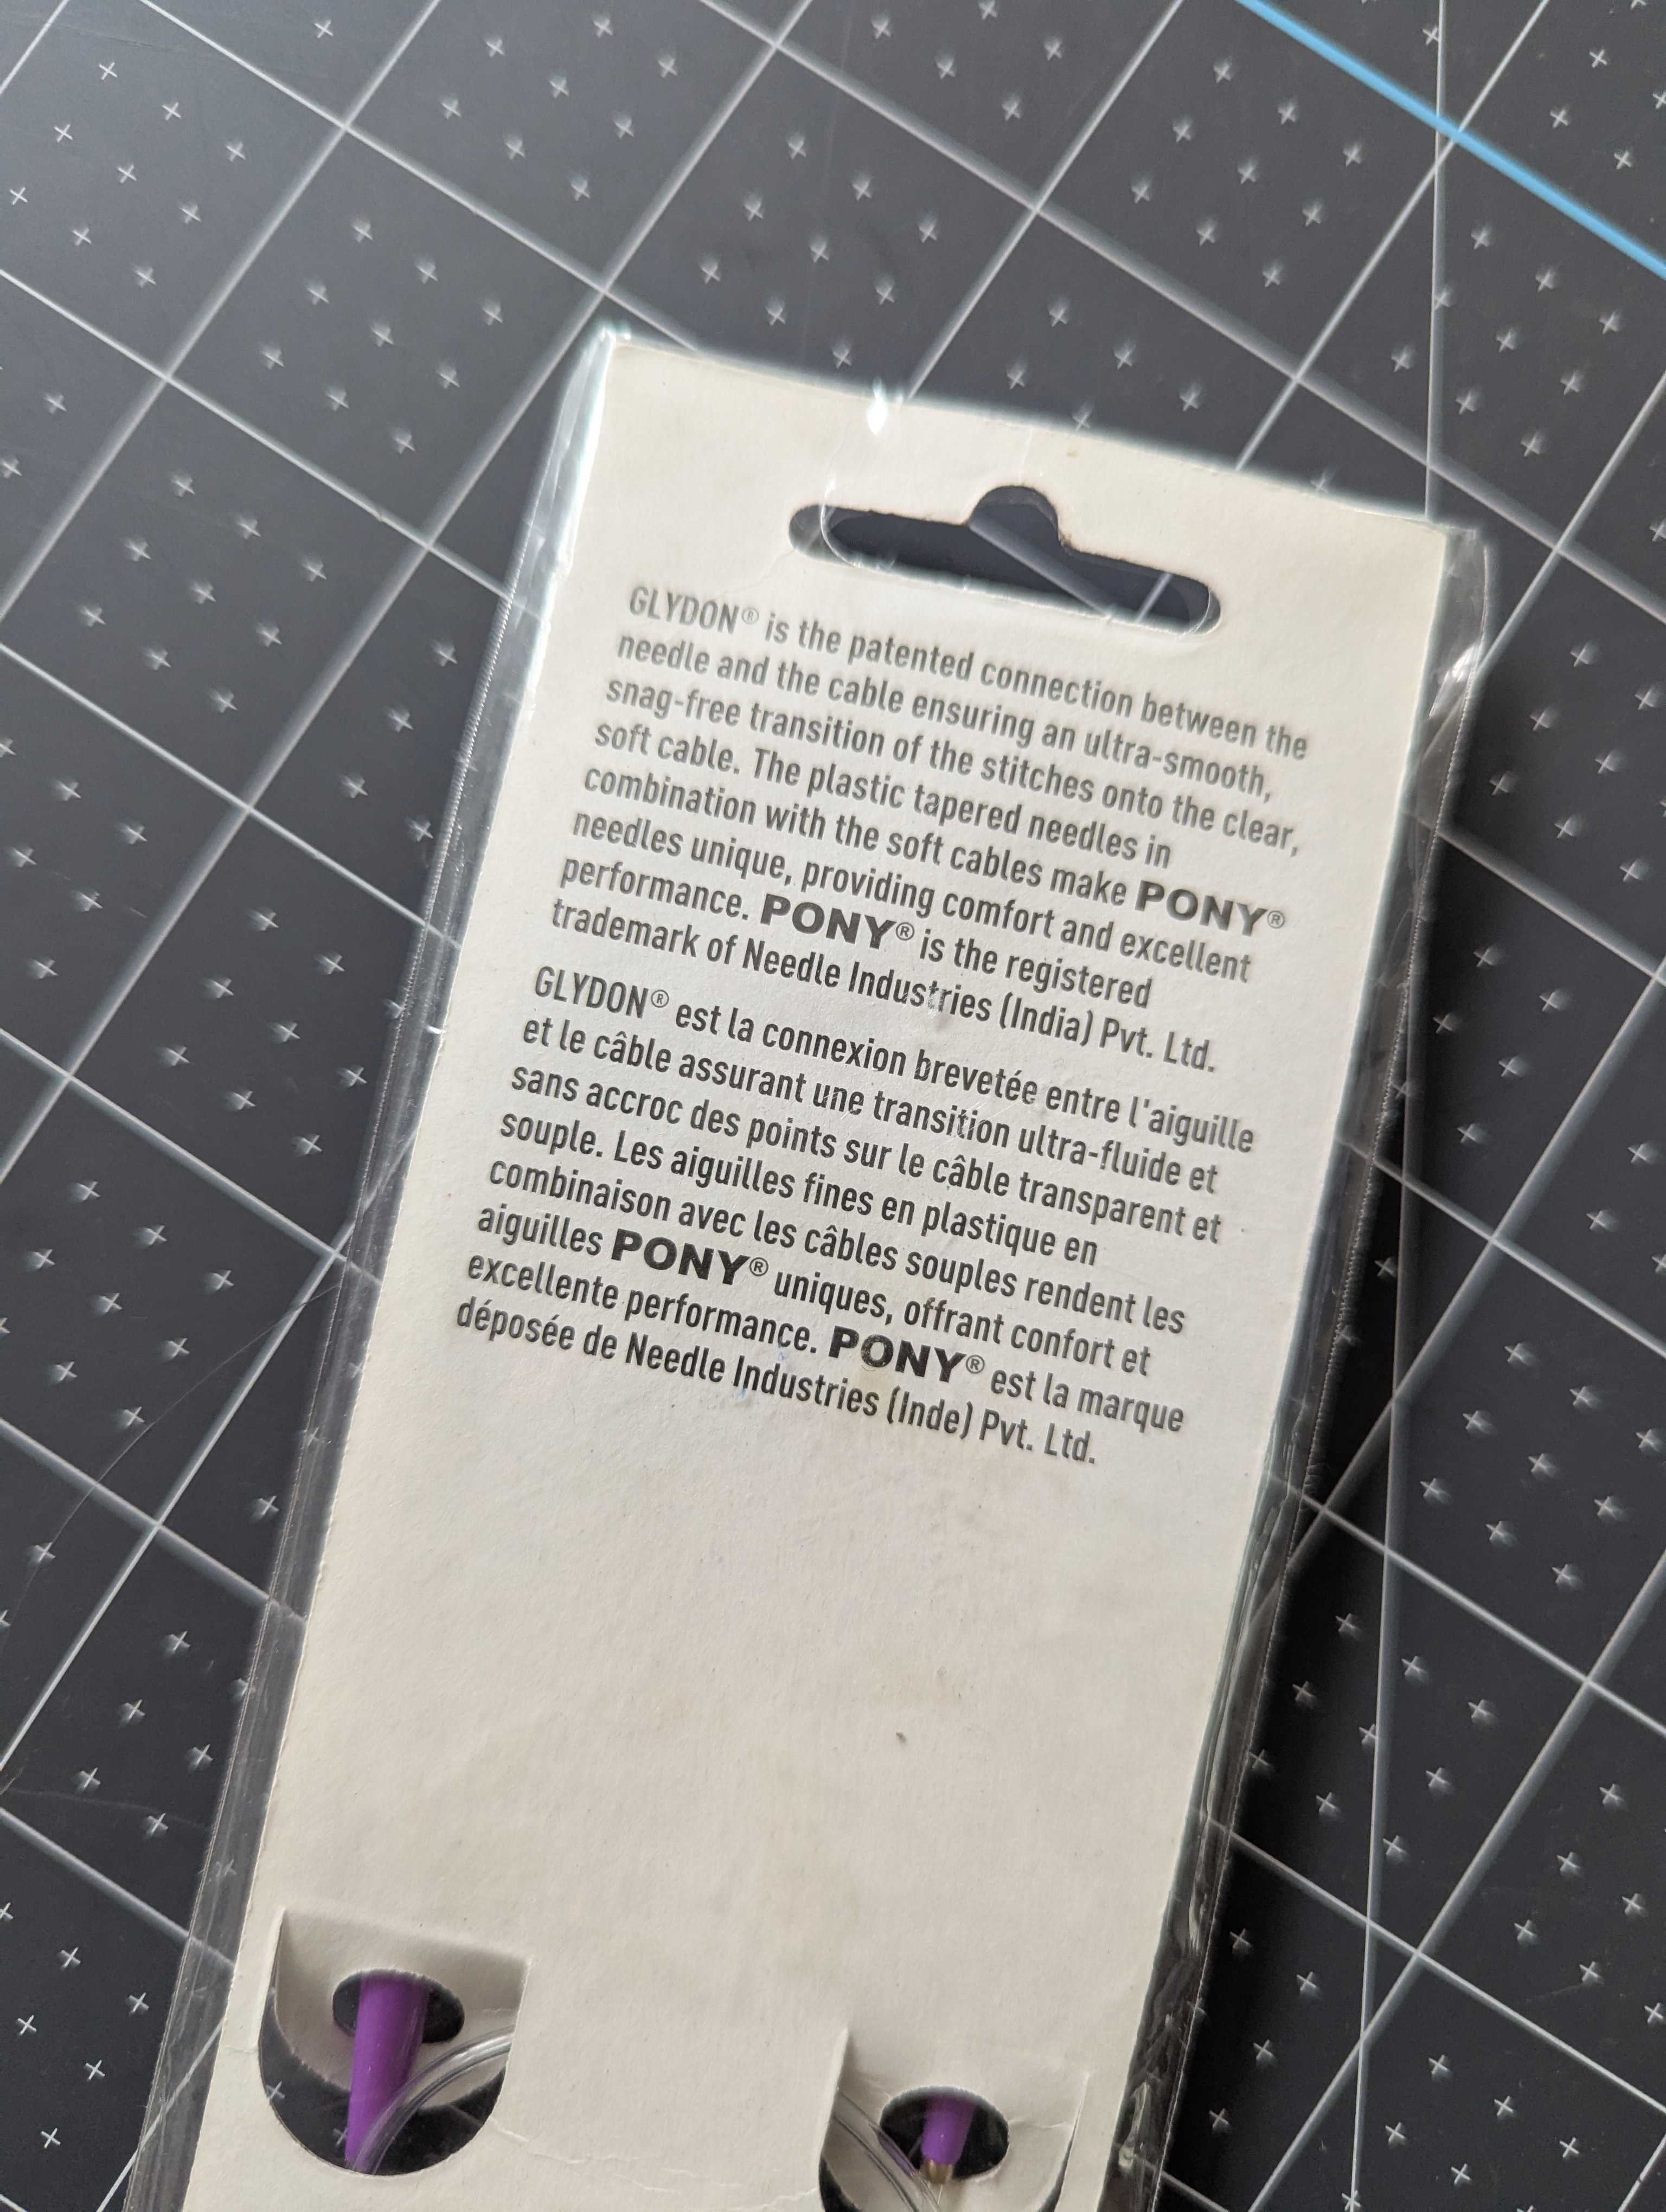 GLYDON® is the patented connection between the
needle and the cable ensuring an ultra-smooth,
snag-free transition of the stitches onto the clear,
soft cable. The plastic tapered needles in
combination with the soft cables make PONY®
needles unique, providing comfort and excellent
performance. PONY® is the registered
trademark of Needle Industries (India) Pvt. Ltd.
GLYDON® est la connexion brevetée entre l'aiguille
et le câble assurant une transition ultra-fluide et
sans accroc des points sur le câble transparent et
souple. Les aiguilles fines en plastique en
combinaison avec les câbles souples rendent les
aiguilles PONY® uniques, offrant confort et
excellente performance. PONY® est la marque
déposée de Needle Industries (Inde) Pvt. Ltd.